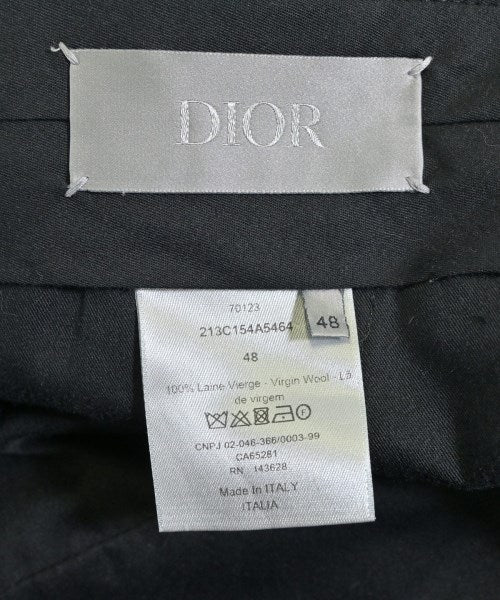 DIOR
70123
213C154A5464
48
48
100% Laine Vierge - Virgin Wool - Lã
de virgem
CNPJ 02-046-366/0003-99
CA65281
RN 143628
Made in ITALY
ITALIA